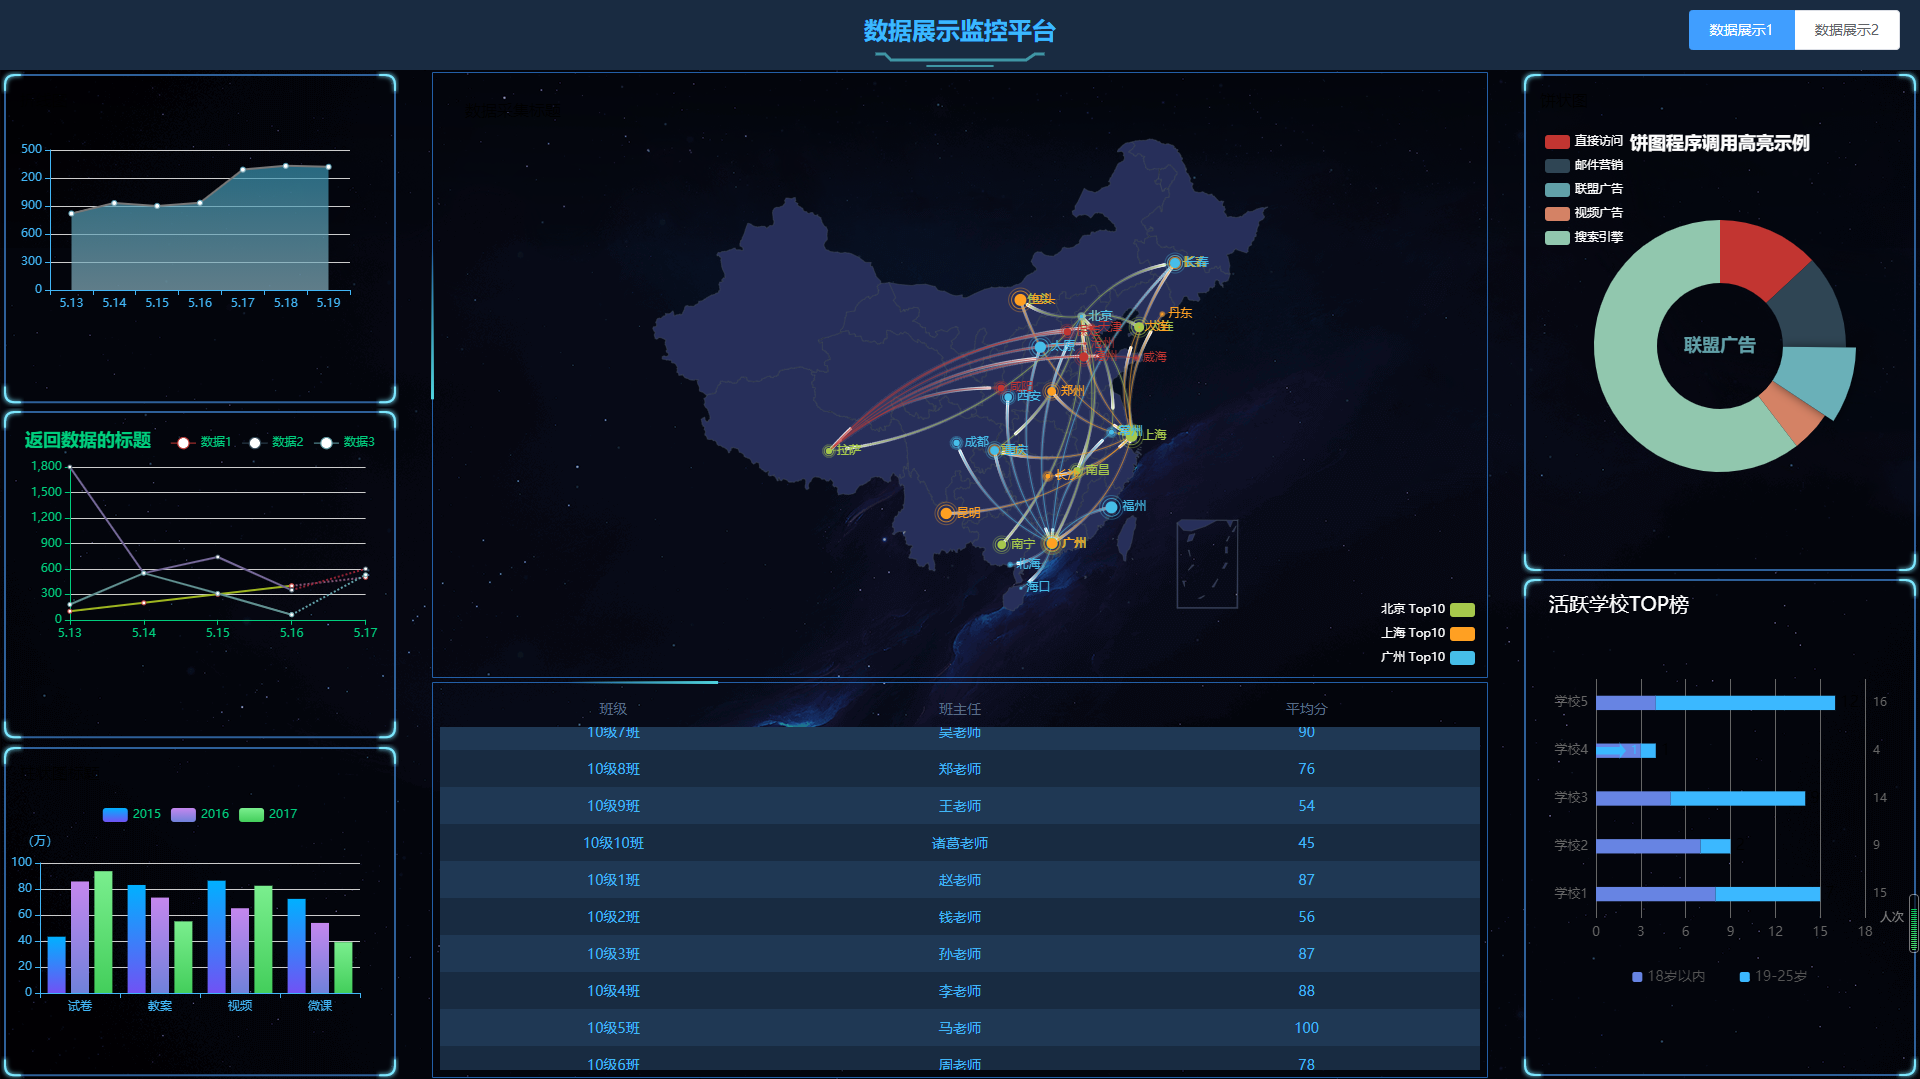 数据展示监控平台
数据展示1 数据展示2
500
200
900
600
300
0
5.13 5.14 5.15 5.16 5.17 5.18 5.19
返回数据的标题 数据1 数据2 数据3
1,800
1,500
1,200
900
600
300
0
5.13 5.14 5.15 5.16 5.17
2015 2016 2017
(万)
100
80
60
40
20
0
试卷 教案 视频 微课
长春
包头
丹东
北京
大连
太原
威海
郑州
西安
成都
上海
拉萨
南昌
昆明
福州
南宁
广州
北海
海口
北京 Top10
上海 Top10
广州 Top10
班级 班主任 平均分
10级7班 吴老师 90
10级8班 郑老师 76
10级9班 王老师 54
10级10班 诸葛老师 45
10级1班 赵老师 87
10级2班 钱老师 56
10级3班 孙老师 87
10级4班 李老师 88
10级5班 马老师 100
10级6班 周老师 78
饼图程序调用高亮示例
直接访问
邮件营销
联盟广告
视频广告
搜索引擎
联盟广告
活跃学校TOP榜
学校5 16
学校4 1 4
学校3 14
学校2 9
学校1 15
人次
0 3 6 9 12 15 18
18岁以内 19-25岁